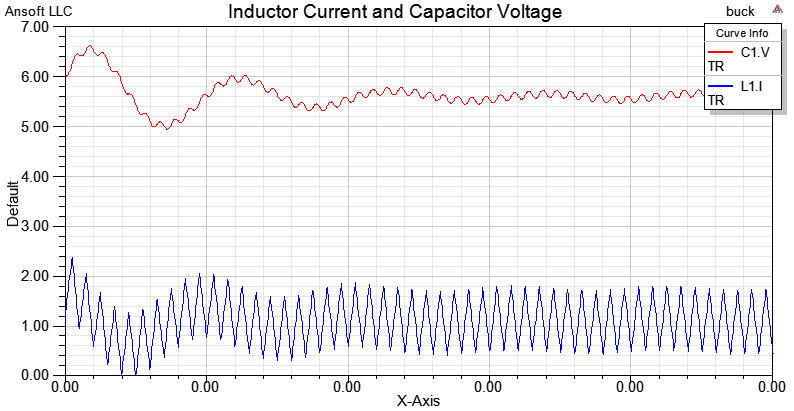 Ansoft LLC
Inductor Current and Capacitor Voltage
buck
7.00
6.00
5.00
4.00
3.00
2.00
1.00
0.00
Default
Curve Info
C1.V
TR
L1.I
TR
0.00 0.00 0.00 0.00 0.00 0.00
X-Axis